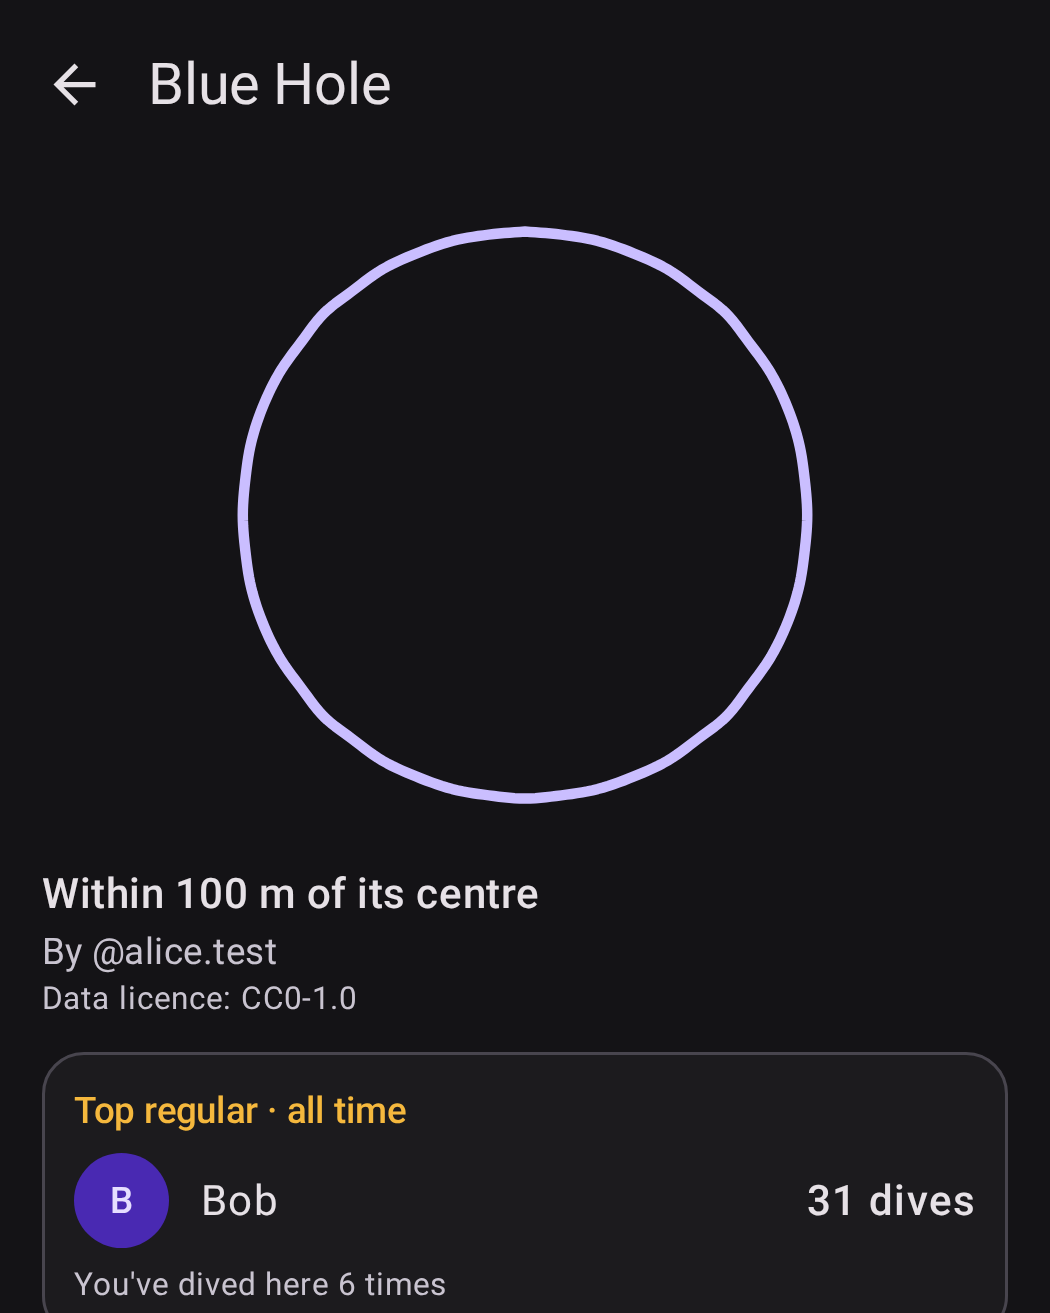 Blue Hole
Within 100 m of its centre
By @alice.test
Data licence: CC0-1.0
Top regular · all time
B
Bob
31 dives
You've dived here 6 times